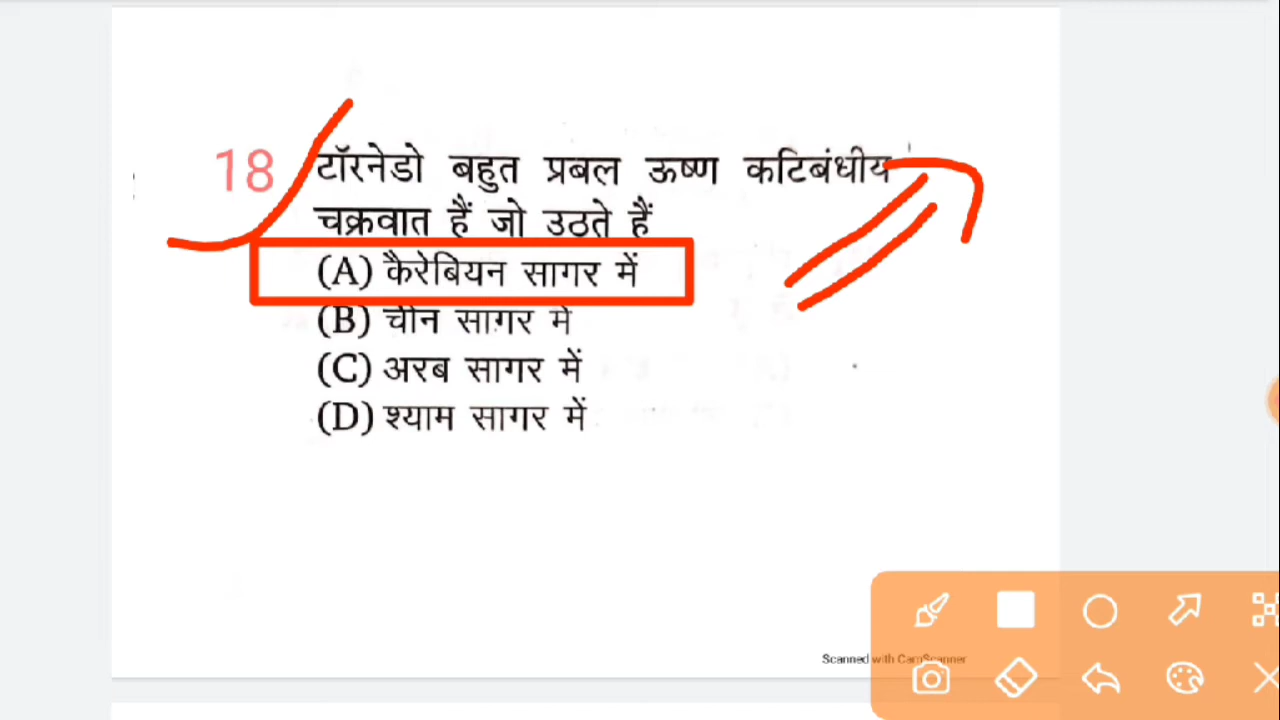 18
टॉरनेडो बहुत प्रबल ऊष्ण कटिबंधीय
चक्रवात हैं जो उठते हैं
(A) कैरेबियन सागर में
(B) चीन सागर में
(C) अरब सागर में
(D) श्याम सागर में
Scanned with CamScanner